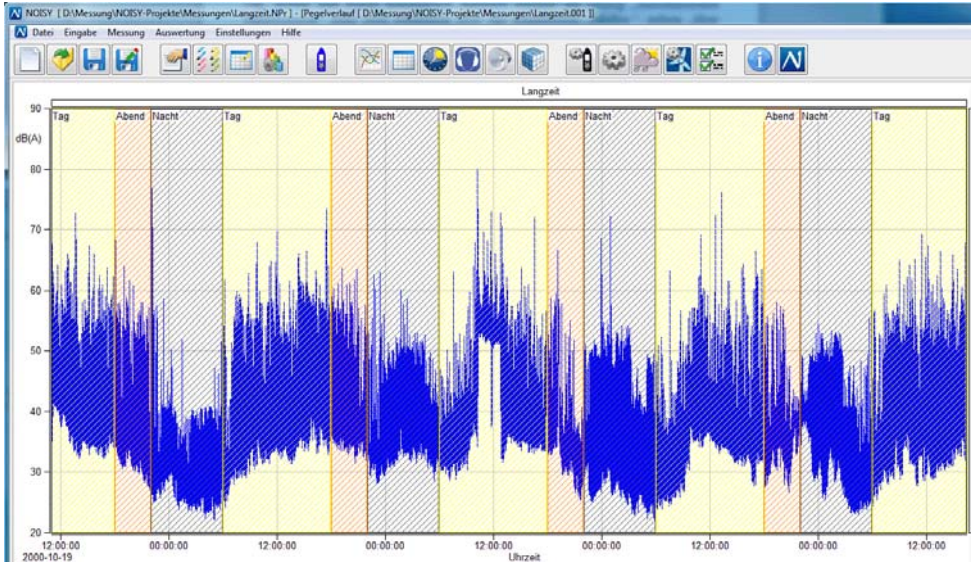 NOISY [ D:\Messung\NOISY-Projekte\Messungen\Langzeit.NPr ] - [Pegelverlauf [ D:\Messung\NOISY-Projekte\Messungen\Langzeit.001 ]]
Datei Eingabe Messung Auswertung Einstellungen Hilfe
Langzeit
90
Tag Abend Nacht Tag Abend Nacht Tag Abend Nacht Tag Abend Nacht Tag
dB(A)
80
70
60
50
40
30
20
12:00:00 00:00:00 12:00:00 00:00:00 12:00:00 00:00:00 12:00:00 00:00:00 12:00:00
2000-10-19 Uhrzeit